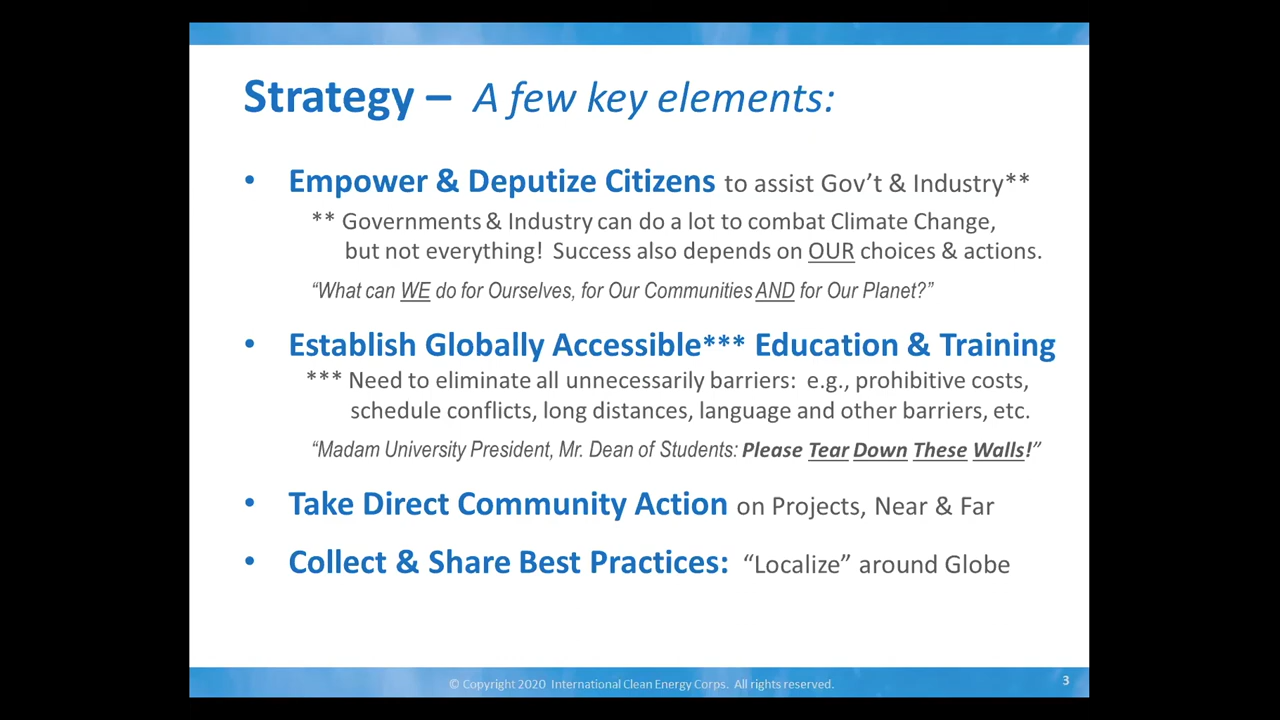 Strategy – A few key elements:
• Empower & Deputize Citizens to assist Gov't & Industry**
** Governments & Industry can do a lot to combat Climate Change,
but not everything! Success also depends on OUR choices & actions.
“What can WE do for Ourselves, for Our Communities AND for Our Planet?”
• Establish Globally Accessible*** Education & Training
*** Need to eliminate all unnecessarily barriers: e.g., prohibitive costs,
schedule conflicts, long distances, language and other barriers, etc.
“Madam University President, Mr. Dean of Students: Please Tear Down These Walls!”
• Take Direct Community Action on Projects, Near & Far
• Collect & Share Best Practices: “Localize” around Globe
© Copyright 2020 International Clean Energy Corps. All rights reserved.
3